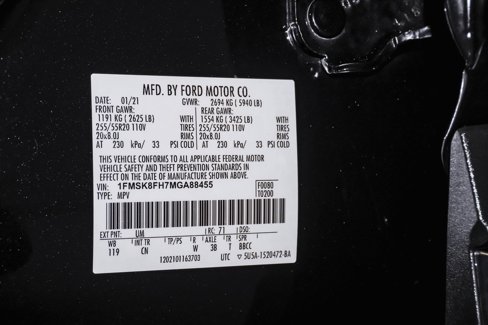 MFD. BY FORD MOTOR CO.
DATE: 01/21 GVWR: 2694 KG ( 5940 LB)
FRONT GAWR: REAR GAWR:
1191 KG ( 2625 LB) WITH 1554 KG ( 3425 LB) WITH
255/55R20 110V TIRES 255/55R20 110V TIRES
20x8.0J RIMS 20x8.0J RIMS
AT 230 kPa/ 33 PSI COLD AT 230 kPa/ 33 PSI COLD
THIS VEHICLE CONFORMS TO ALL APPLICABLE FEDERAL MOTOR
VEHICLE SAFETY AND THEFT PREVENTION STANDARDS IN
EFFECT ON THE DATE OF MANUFACTURE SHOWN ABOVE.
VIN: 1FMSK8FH7MGA88455 F0080
TYPE: MPV T0200
EXT PNT: UM RC: 71 DSO:
WB INT TR TP/PS R AXLE TR SPR
119 CN W 3B T BBCC
1202101163703 UTC ▽ 5U5A-1520472-BA